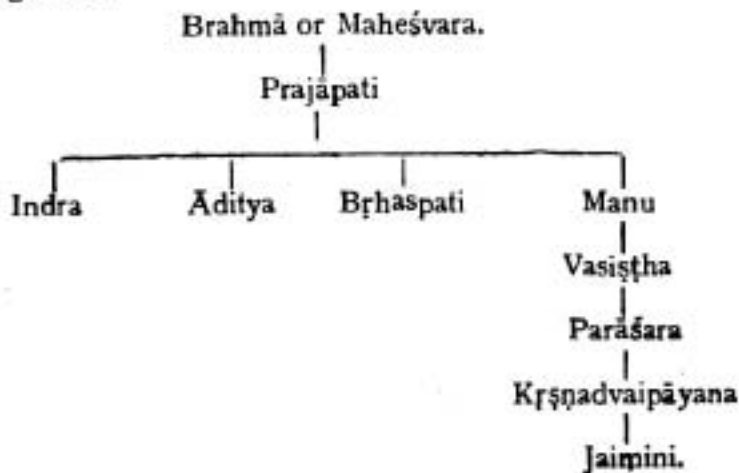 Brahmā or Maheśvara.
Prajāpati
Indra Āditya Bṛhaspati Manu
Vasiṣṭha
Parāśara
Kṛṣṇadvaipāyana
Jaimini.